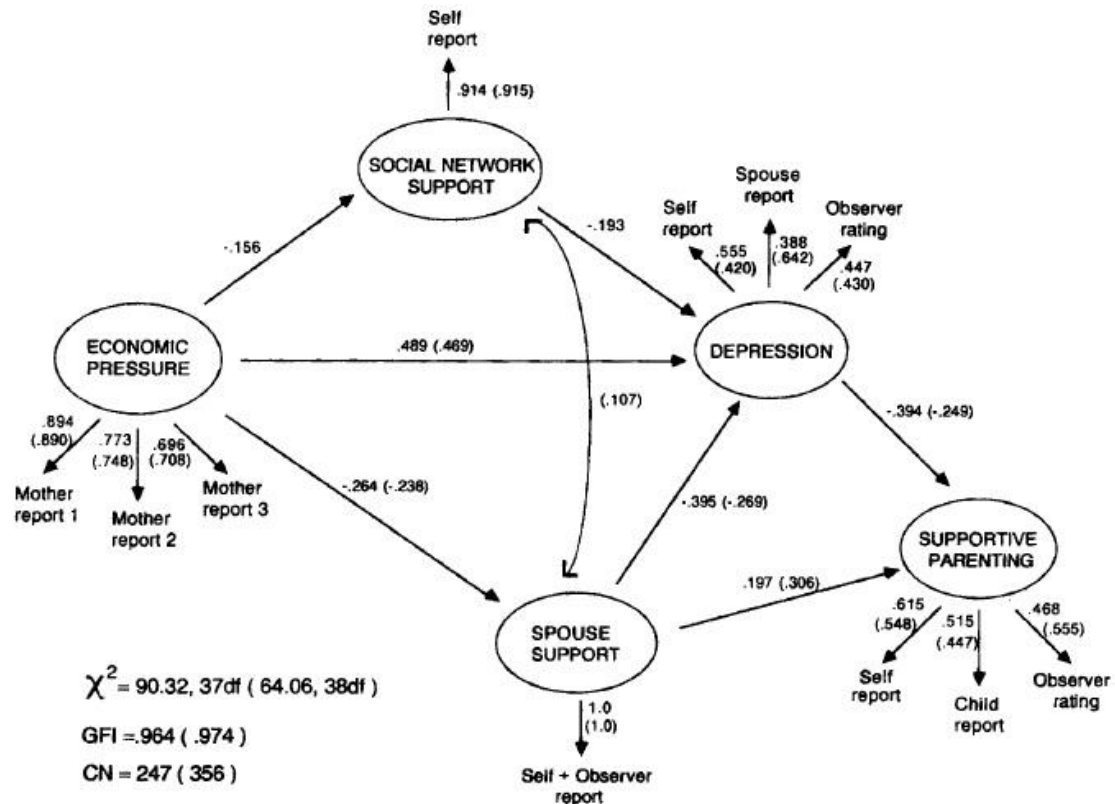 Self
report
.914 (.915)
SOCIAL NETWORK
SUPPORT
Spouse
report
Self
report
Observer
rating
.555
(.420)
.388
(.642)
.447
(.430)
-.156
-.193
ECONOMIC
PRESSURE
.489 (.469)
DEPRESSION
(.107)
-.394 (-.249)
.894
(.890)
.773
(.748)
.696
(.708)
Mother
report 1
Mother
report 2
Mother
report 3
-.264 (-.238)
-.395 (-.269)
SUPPORTIVE
PARENTING
.197 (.306)
.615
(.548)
.515
(.447)
.468
(.555)
SPOUSE
SUPPORT
Self
report
Child
report
Observer
rating
χ² = 90.32, 37df ( 64.06, 38df )
GFI =.964 ( .974 )
CN = 247 ( 356 )
1.0
(1.0)
Self + Observer
report